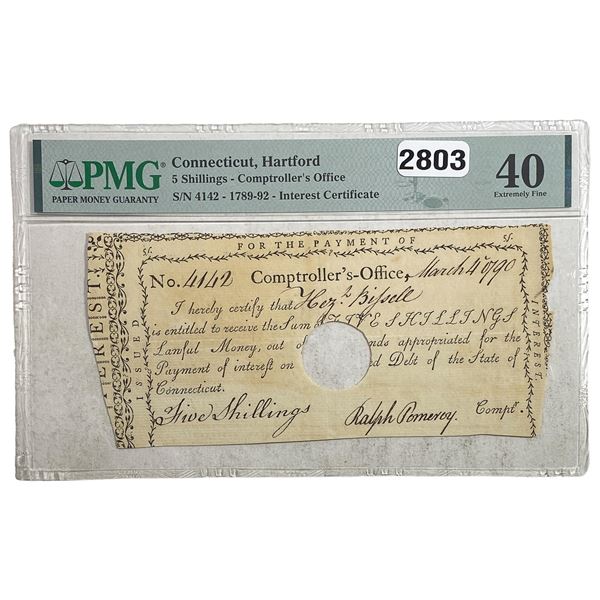 PMG
PAPER MONEY GUARANTY
Connecticut, Hartford
5 Shillings - Comptroller's Office
S/N 4142 - 1789-92 - Interest Certificate
2803
40
Extremely Fine
5s. FOR THE PAYMENT OF 5s.
No. 4142 Comptroller's-Office, March 4 1790
I hereby certify that Hez. Bissell
is entitled to receive the Sum FIVE SHILLINGS
Lawful Money, out of nds appropriated for the
Payment of interest on d Debt of the State of
Connecticut.
Five Shillings Ralph Pomeroy. Compt.
ISSUED
INTEREST